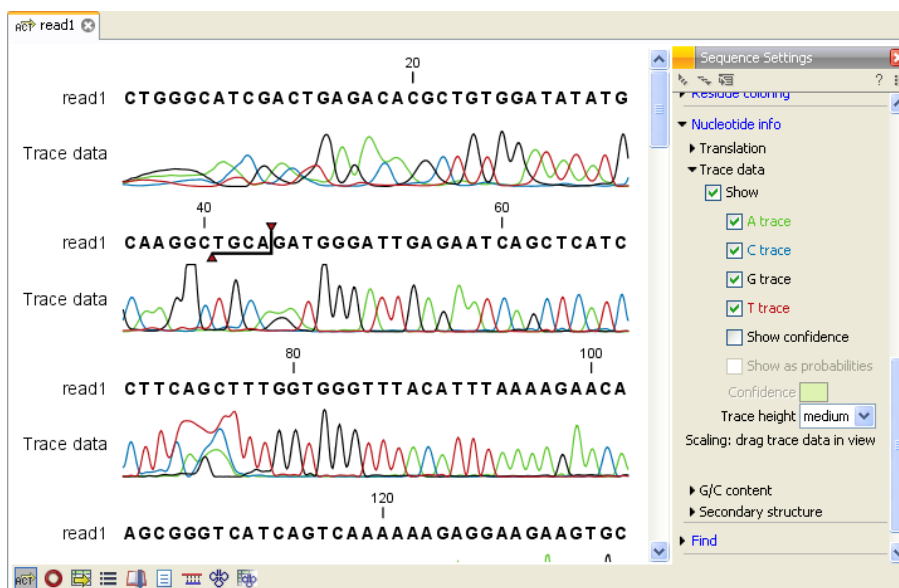 ACT read1
Sequence Settings
20
read1 CTGGGCATCGACTGAGACACGCTGTGGATATATG
Trace data
40 60
read1 CAAGGCTGCAGATGGGATTGAGAATCAGCTCATC
Trace data
80 100
read1 CTTCAGCTTTGGTGGGTTTACATTTAAAAGAACA
Trace data
120
read1 AGCGGGTCATCAGTCAAAAAAGAGGAAGAAGTGC
?
Residue coloring
Nucleotide info
Translation
Trace data
Show
A trace
C trace
G trace
T trace
Show confidence
Show as probabilities
Confidence
Trace height medium
Scaling: drag trace data in view
G/C content
Secondary structure
Find
ACT